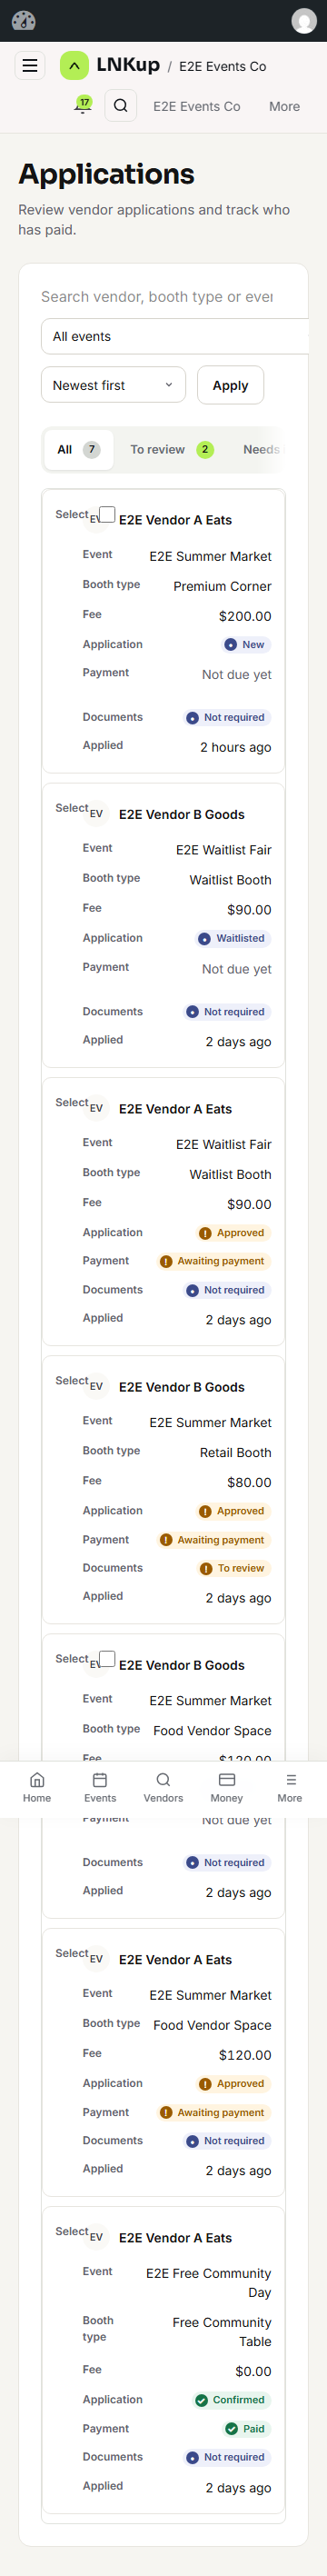 LNKup / E2E Events Co
17
E2E Events Co
More
Applications
Review vendor applications and track who
has paid.
Search vendor, booth type or ever
All events
Newest first
Apply
All 7
To review 2
Needs
Select
E2E Vendor A Eats
Event E2E Summer Market
Booth type Premium Corner
Fee $200.00
Application New
Payment Not due yet
Documents Not required
Applied 2 hours ago
Select EV E2E Vendor B Goods
Event E2E Waitlist Fair
Booth type Waitlist Booth
Fee $90.00
Application Waitlisted
Payment Not due yet
Documents Not required
Applied 2 days ago
Select EV E2E Vendor A Eats
Event E2E Waitlist Fair
Booth type Waitlist Booth
Fee $90.00
Application Approved
Payment Awaiting payment
Documents Not required
Applied 2 days ago
Select EV E2E Vendor B Goods
Event E2E Summer Market
Booth type Retail Booth
Fee $80.00
Application Approved
Payment Awaiting payment
Documents To review
Applied 2 days ago
Select
E2E Vendor B Goods
Event E2E Summer Market
Booth type Food Vendor Space
Fee $120.00
Home Events Vendors Money More
Payment Not due yet
Documents Not required
Applied 2 days ago
Select EV E2E Vendor A Eats
Event E2E Summer Market
Booth type Food Vendor Space
Fee $120.00
Application Approved
Payment Awaiting payment
Documents Not required
Applied 2 days ago
Select EV E2E Vendor A Eats
Event E2E Free Community
Day
Booth Free Community
type Table
Fee $0.00
Application Confirmed
Payment Paid
Documents Not required
Applied 2 days ago